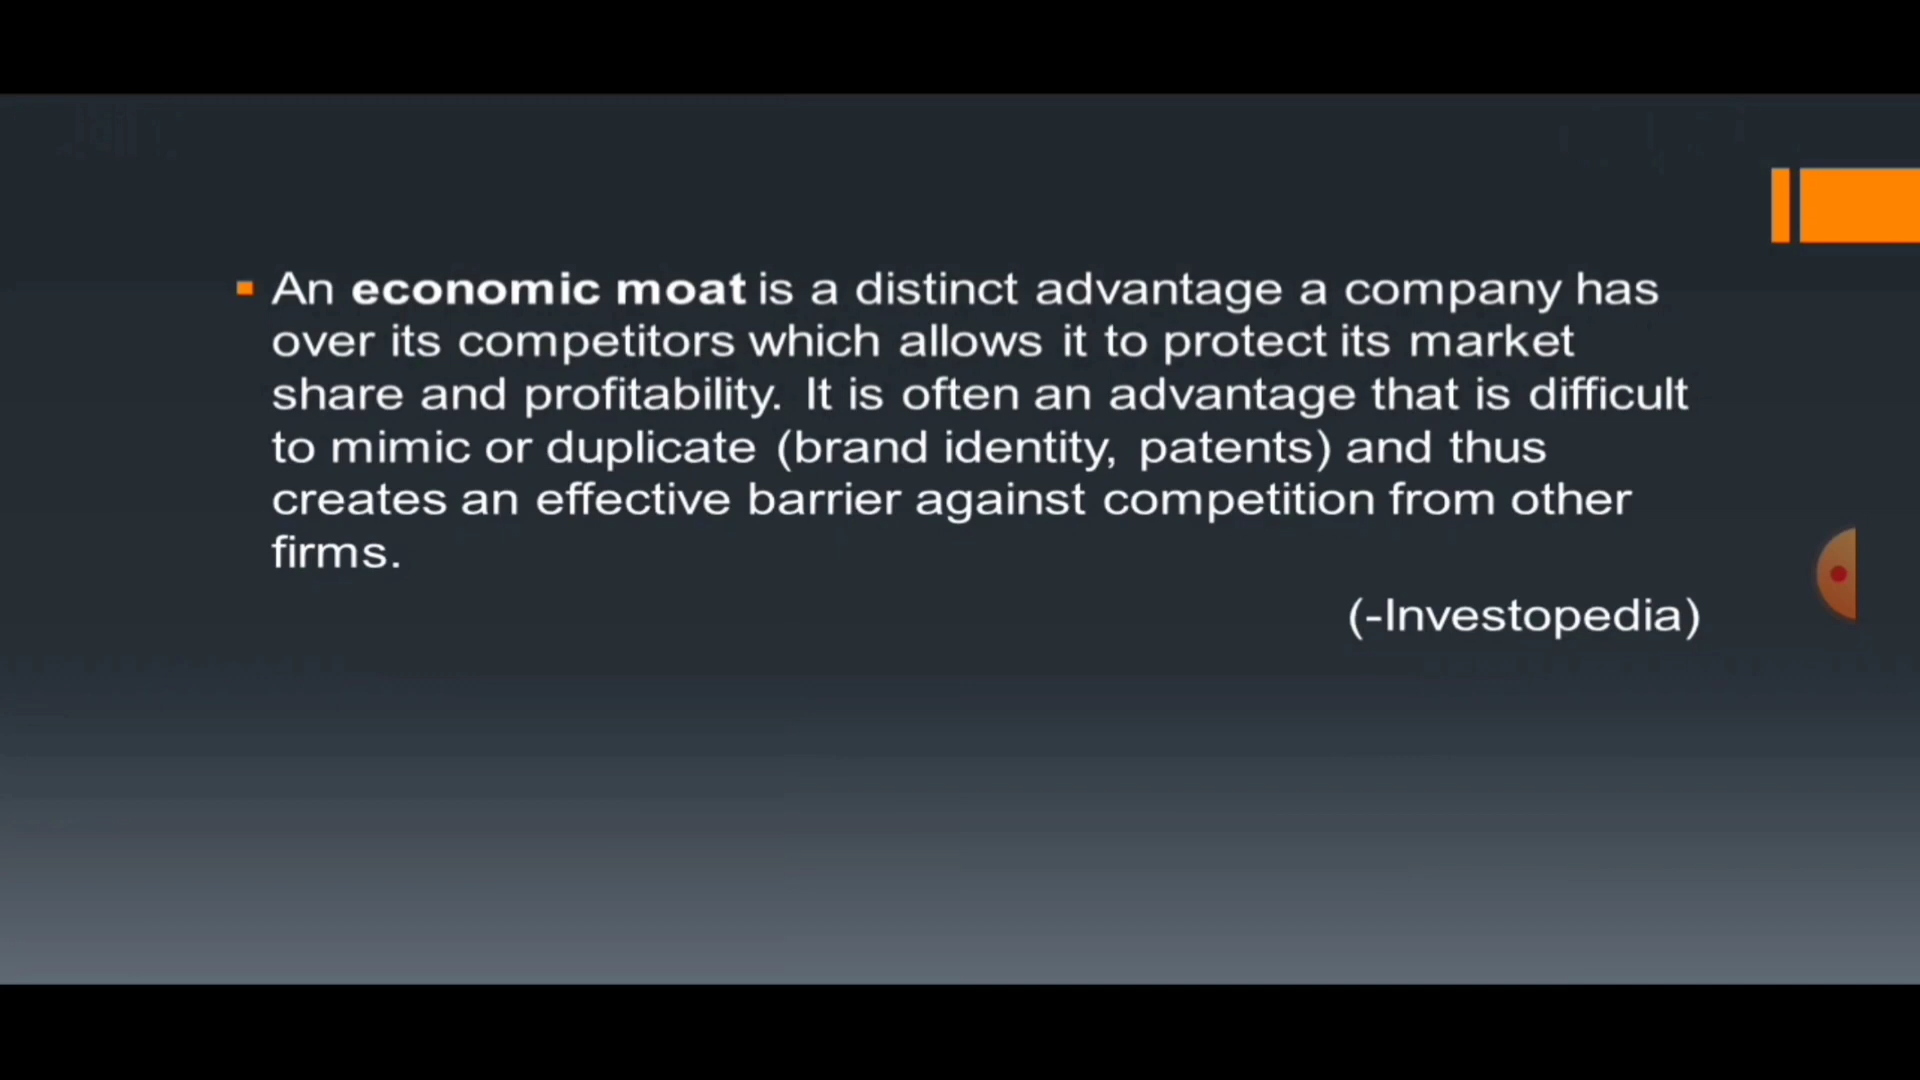 An economic moat is a distinct advantage a company has
over its competitors which allows it to protect its market
share and profitability. It is often an advantage that is difficult
to mimic or duplicate (brand identity, patents) and thus
creates an effective barrier against competition from other
firms.
(-Investopedia)